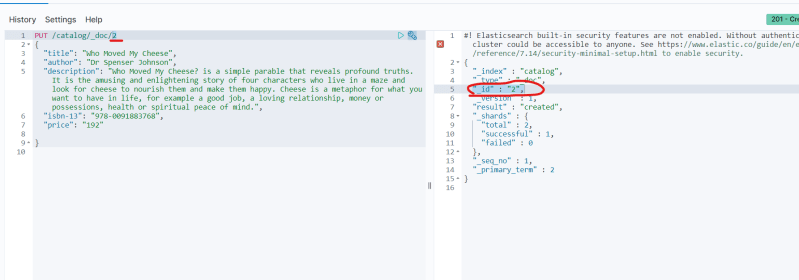 History Settings Help
201 - Cre
1 PUT /catalog/_doc/2
2 {
3 "title": "Who Moved My Cheese",
4 "author": "Dr Spenser Johnson",
5 "description": "Who Moved My Cheese? is a simple parable that reveals profound truths.
It is the amusing and enlightening story of four characters who live in a maze and
look for cheese to nourish them and make them happy. Cheese is a metaphor for what you
want to have in life, for example a good job, a loving relationship, money or
possessions, health or spiritual peace of mind.",
6 "isbn-13": "978-0091883768",
7 "price": "192"
8
9 }
10
1 #! Elasticsearch built-in security features are not enabled. Without authentic
cluster could be accessible to anyone. See https://www.elastic.co/guide/en/e
/reference/7.14/security-minimal-setup.html to enable security.
2 {
3 "_index" : "catalog",
4 "_type" : "_doc",
5 "_id" : "2",
6 "_version" : 1,
7 "result" : "created",
8 "_shards" : {
9 "total" : 2,
10 "successful" : 1,
11 "failed" : 0
12 },
13 "_seq_no" : 1,
14 "_primary_term" : 2
15 }
16